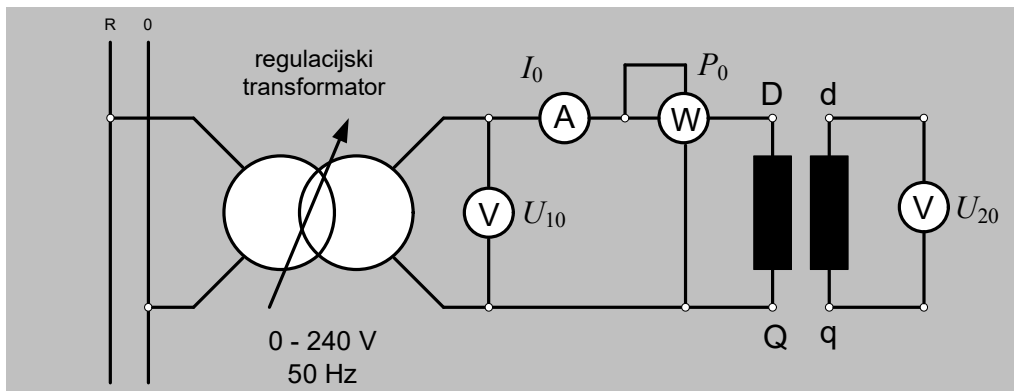 R 0
regulacijski
transformator
I0
P0
A
W
D d
V
U10
V
U20
Q q
0 - 240 V
50 Hz